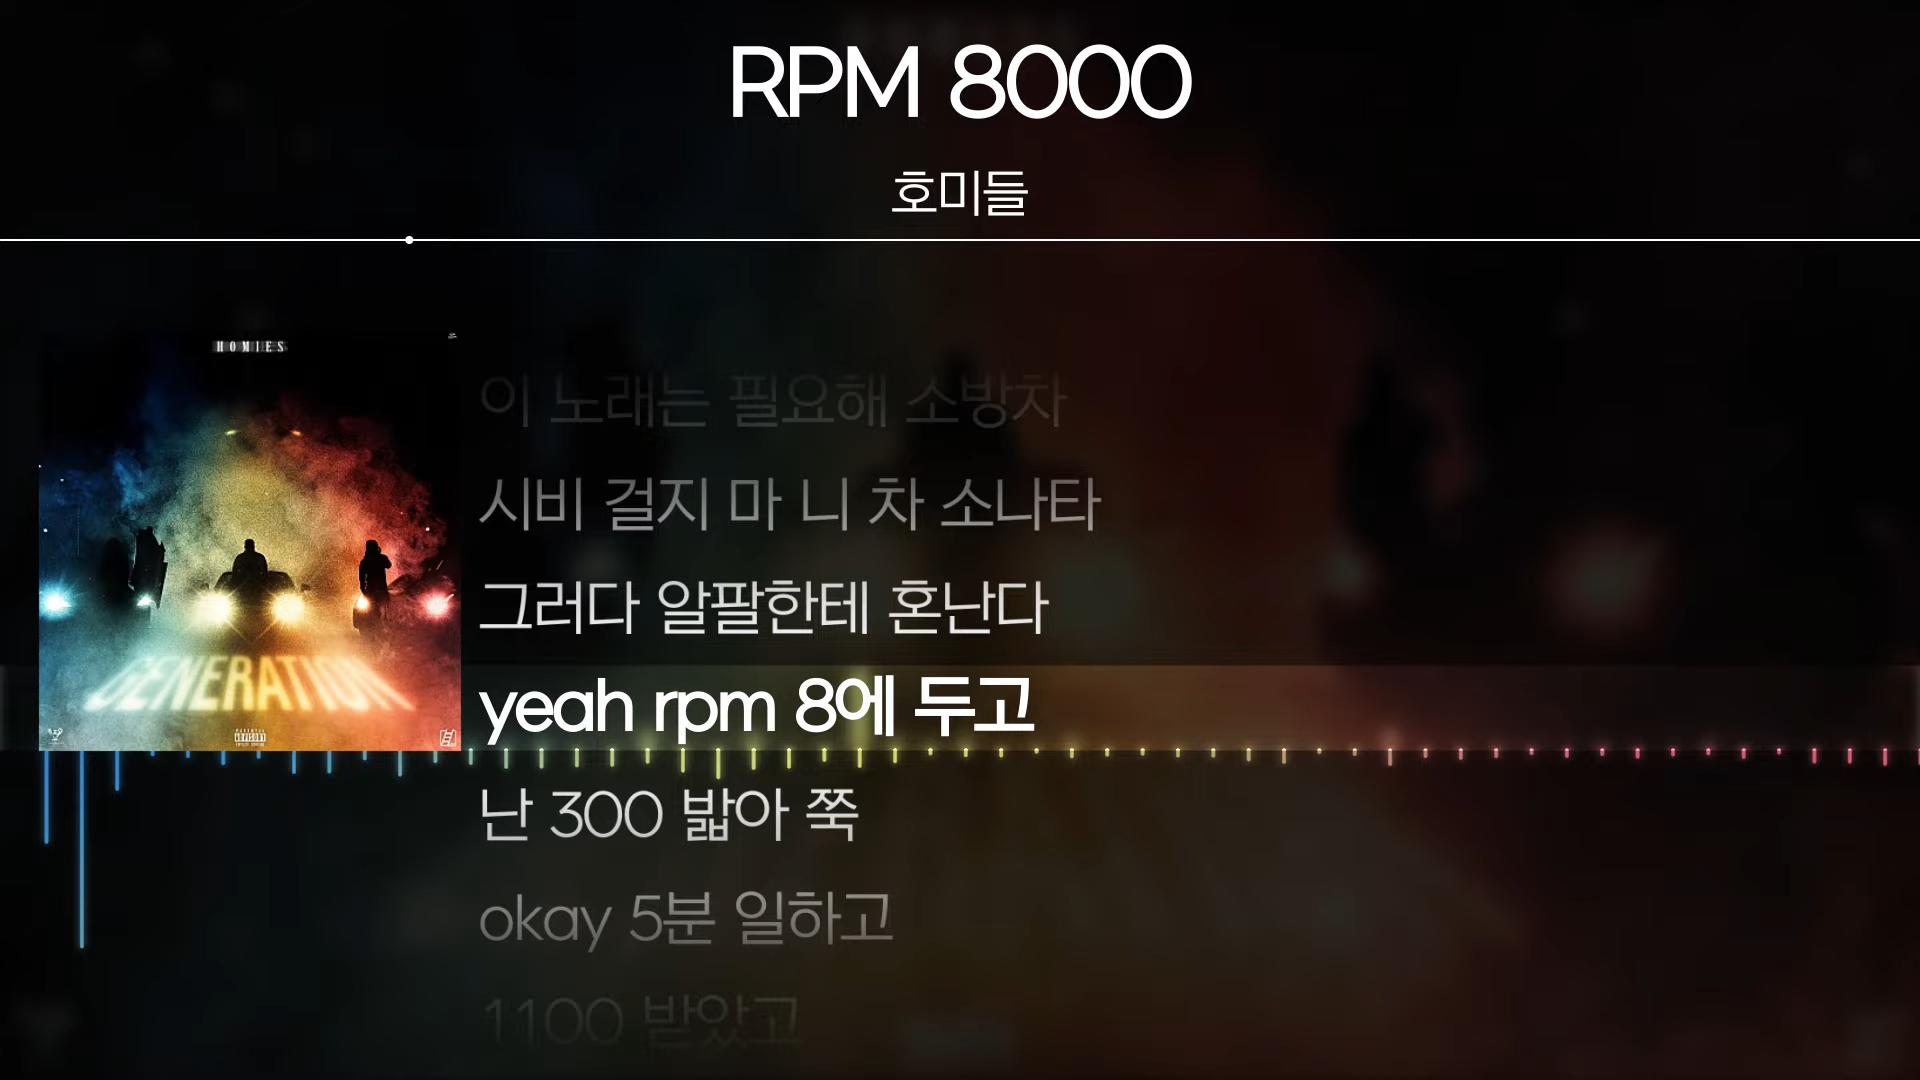 RPM 8000
호미들
HOMIES
이 노래는 필요해 소방차
시비 걸지 마 니 차 소나타
그러다 알팔한테 혼난다
yeah rpm 8에 두고
GENERATION
난 300 밟아 쭉
okay 5분 일하고
1100 받았고